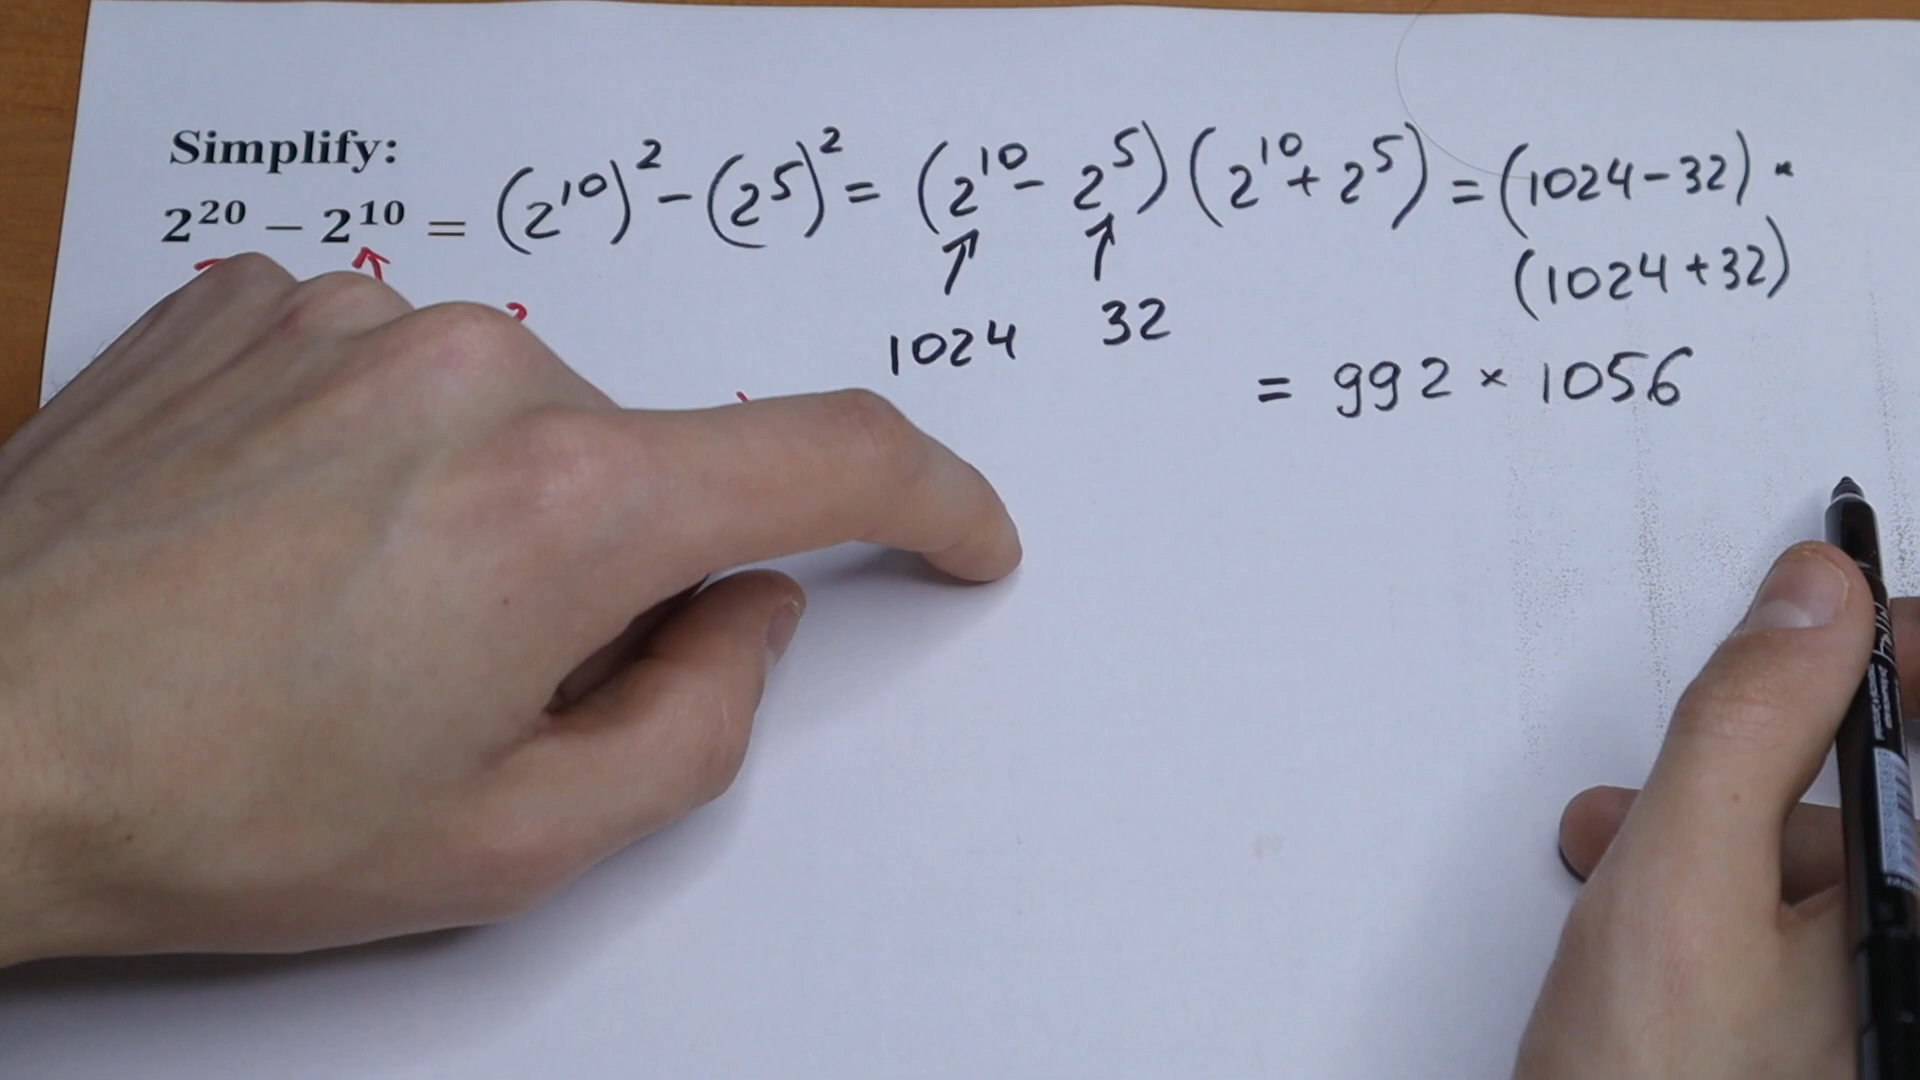 Simplify:
2²⁰ − 2¹⁰ = (2¹⁰)² − (2⁵)² = (2¹⁰ − 2⁵)(2¹⁰ + 2⁵) = (1024 − 32) ·
(1024 + 32)
1024 32
= 992 × 1056